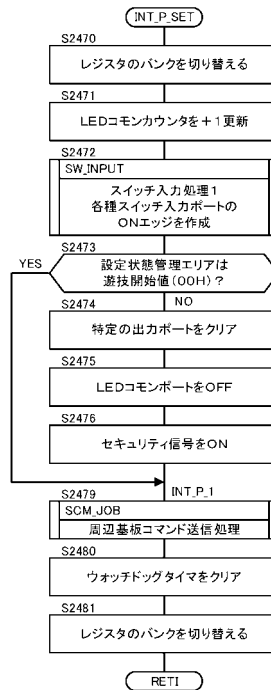 INT_P_SET
S2470
レジスタのバンクを切り替える
S2471
LEDコモンカウンタを＋1更新
S2472
SW_INPUT
スイッチ入力処理1
各種スイッチ入力ポートの
ONエッジを作成
S2473
設定状態管理エリアは
遊技開始値(00H)？
YES
NO
S2474
特定の出力ポートをクリア
S2475
LEDコモンポートをOFF
S2476
セキュリティ信号をON
INT_P_1
S2479
SCM_JOB
周辺基板コマンド送信処理
S2480
ウォッチドッグタイマをクリア
S2481
レジスタのバンクを切り替える
RETI